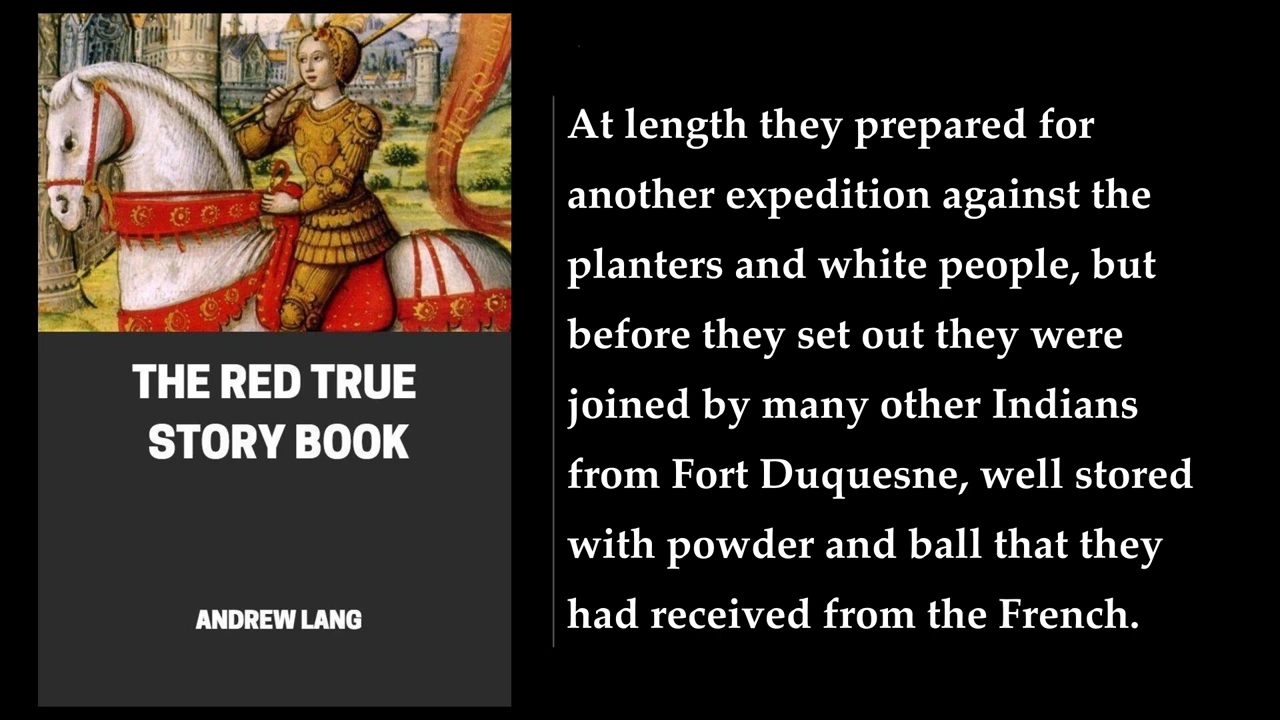 THE RED TRUE
STORY BOOK
ANDREW LANG
At length they prepared for
another expedition against the
planters and white people, but
before they set out they were
joined by many other Indians
from Fort Duquesne, well stored
with powder and ball that they
had received from the French.